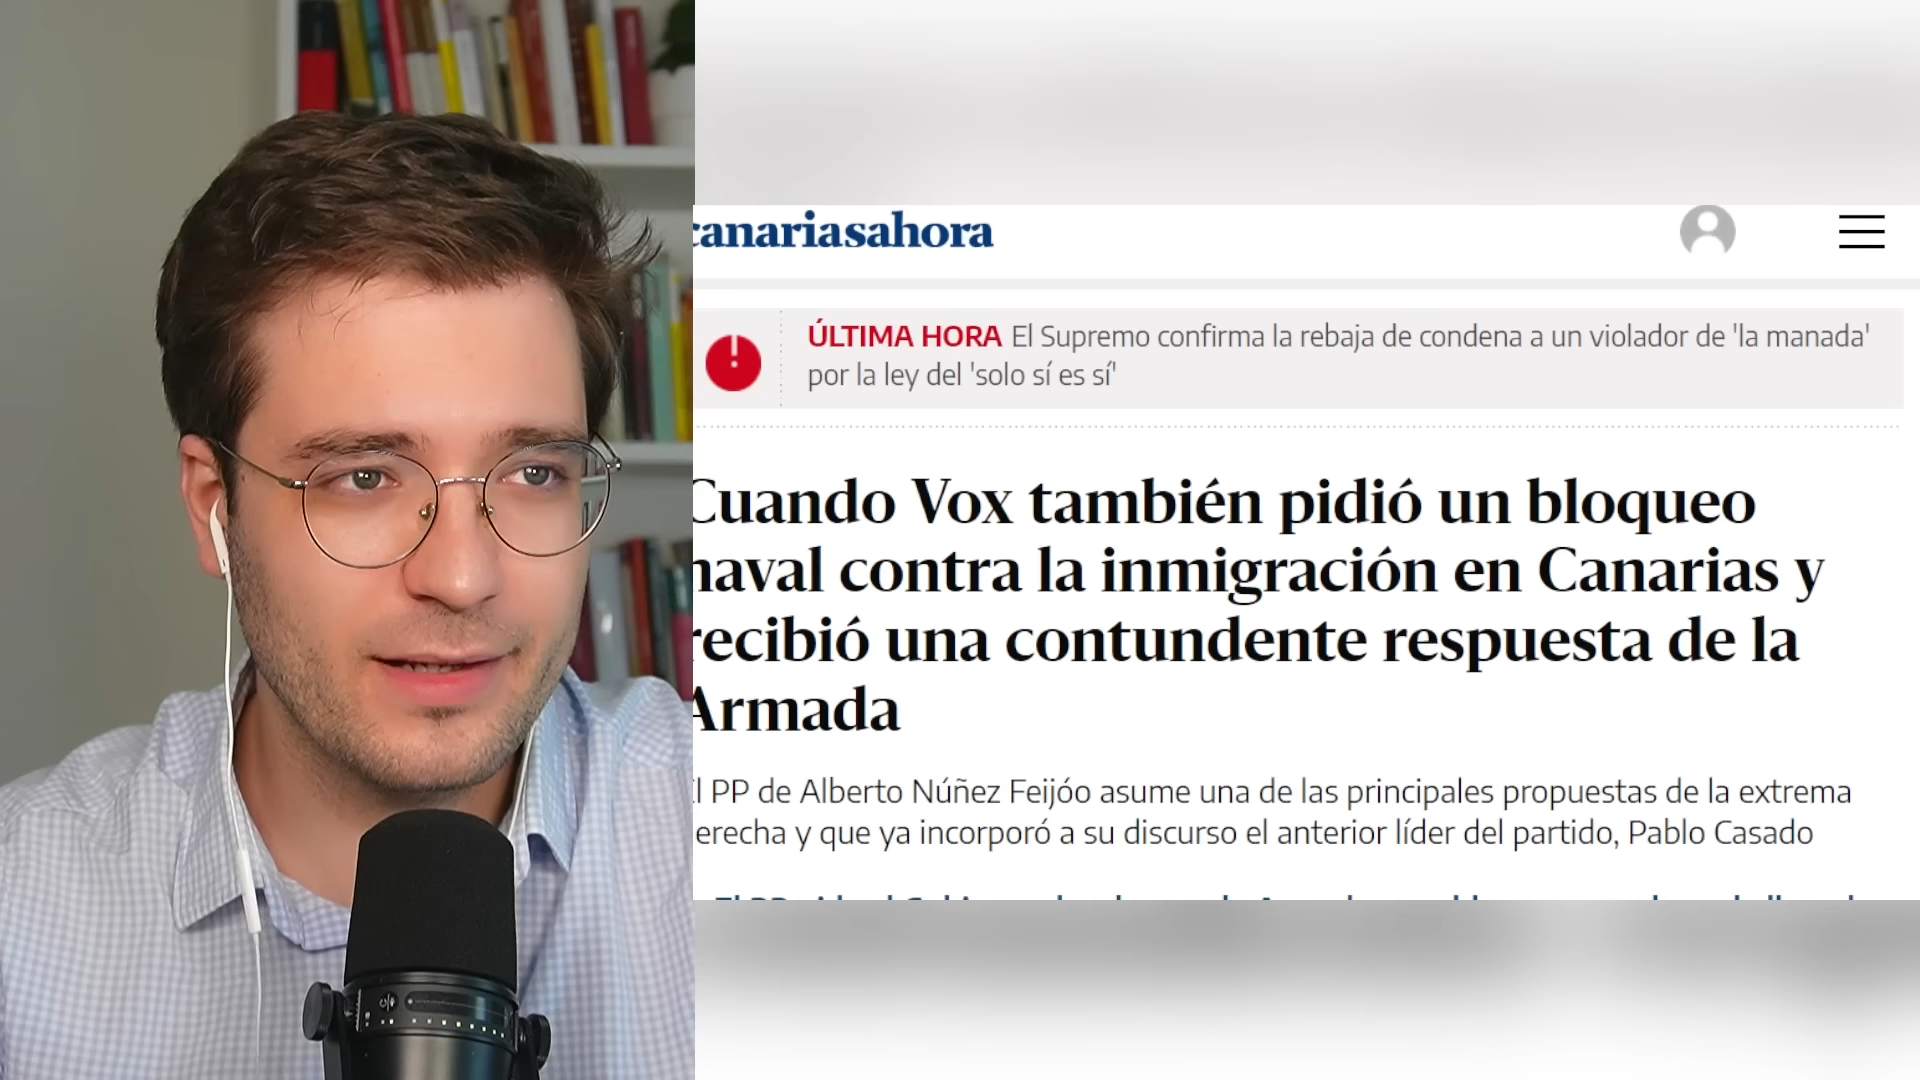 canariasahora
ÚLTIMA HORA El Supremo confirma la rebaja de condena a un violador de 'la manada'
por la ley del 'solo sí es sí'
Cuando Vox también pidió un bloqueo
naval contra la inmigración en Canarias y
recibió una contundente respuesta de la
Armada
El PP de Alberto Núñez Feijóo asume una de las principales propuestas de la extrema
derecha y que ya incorporó a su discurso el anterior líder del partido, Pablo Casado